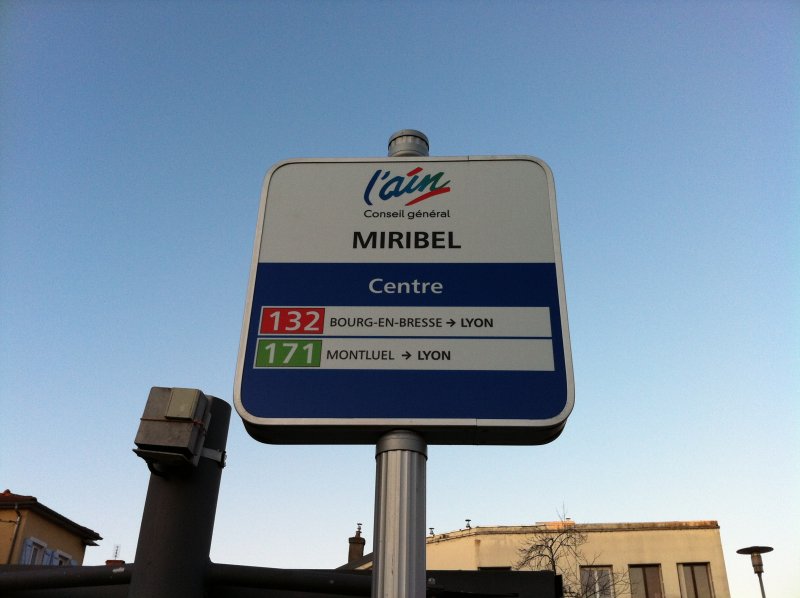 l'ain
Conseil général
MIRIBEL
Centre
132 BOURG-EN-BRESSE → LYON
171 MONTLUEL → LYON